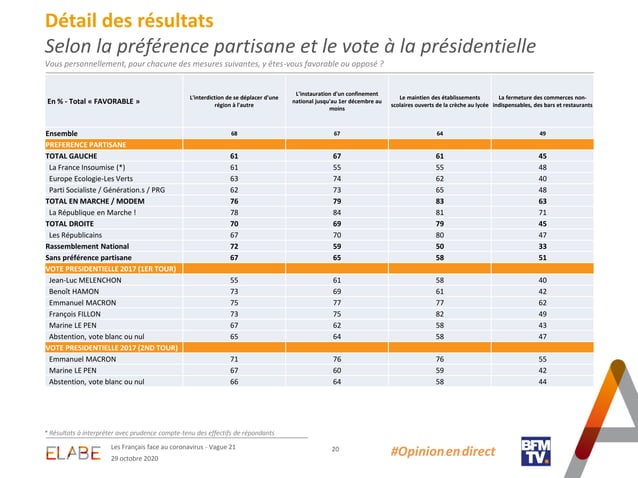 Détail des résultats
Selon la préférence partisane et le vote à la présidentielle
Vous personnellement, pour chacune des mesures suivantes, y êtes-vous favorable ou opposé ?
En % - Total « FAVORABLE » L'interdiction de se déplacer d'une région à l'autre L'instauration d'un confinement national jusqu'au 1er décembre au moins Le maintien des établissements scolaires ouverts de la crèche au lycée La fermeture des commerces non-indispensables, des bars et restaurants
Ensemble 68 67 64 49
PREFERENCE PARTISANE
TOTAL GAUCHE 61 67 61 45
La France Insoumise (*) 61 55 55 48
Europe Ecologie-Les Verts 63 74 62 40
Parti Socialiste / Génération.s / PRG 62 73 65 48
TOTAL EN MARCHE / MODEM 76 79 83 63
La République en Marche ! 78 84 81 71
TOTAL DROITE 70 69 79 45
Les Républicains 67 70 80 47
Rassemblement National 72 59 50 33
Sans préférence partisane 67 65 58 51
VOTE PRESIDENTIELLE 2017 (1ER TOUR)
Jean-Luc MELENCHON 55 61 58 40
Benoît HAMON 73 69 61 42
Emmanuel MACRON 75 77 77 62
François FILLON 73 75 82 49
Marine LE PEN 67 62 58 43
Abstention, vote blanc ou nul 65 64 58 47
VOTE PRESIDENTIELLE 2017 (2ND TOUR)
Emmanuel MACRON 71 76 76 55
Marine LE PEN 67 60 59 42
Abstention, vote blanc ou nul 66 64 58 44
* Résultats à interpréter avec prudence compte-tenu des effectifs de répondants
ELABE
Les Français face au coronavirus - Vague 21
29 octobre 2020
20
#Opinion en direct
BFM
TV.